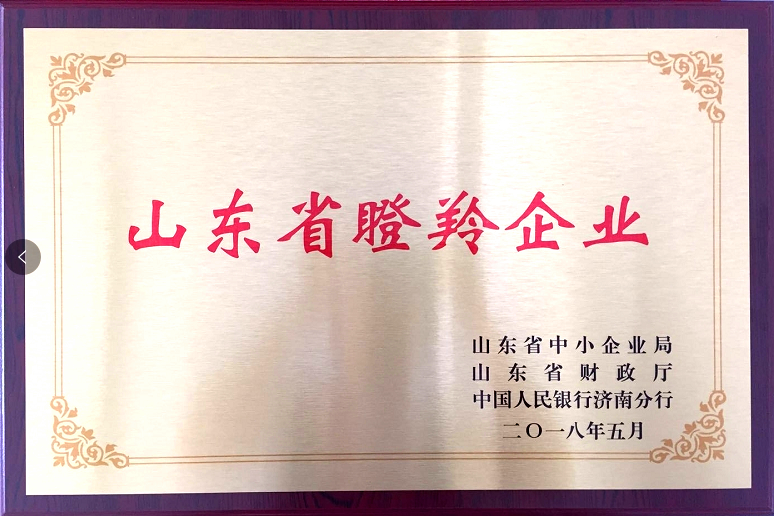 山东省瞪羚企业
山东省中小企业局
山东省财政厅
中国人民银行济南分行
二〇一八年五月